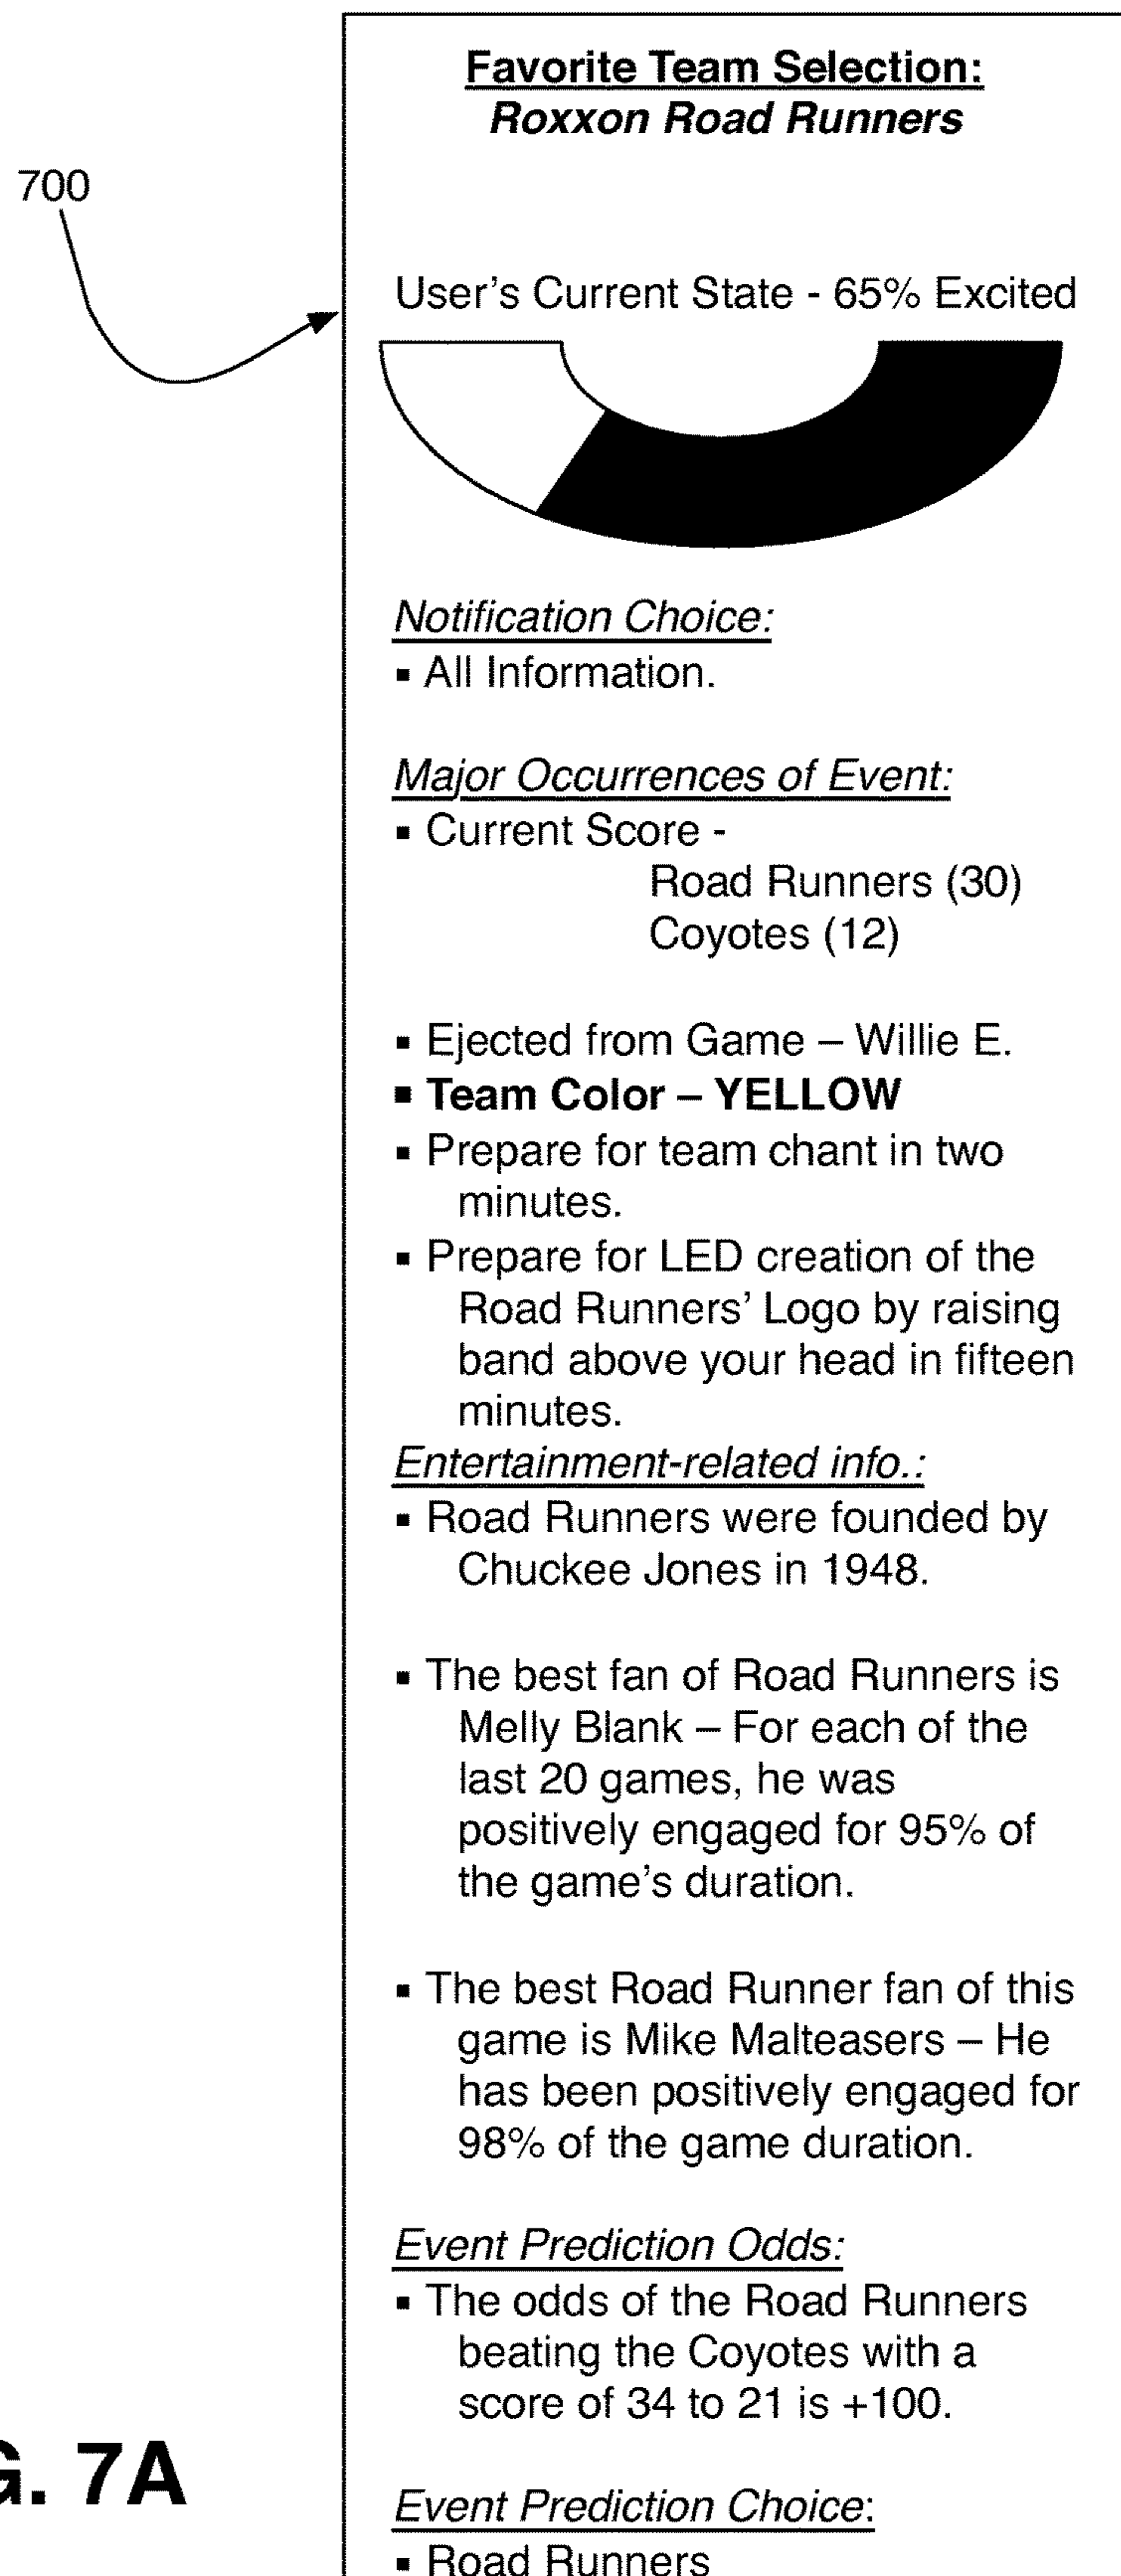 Favorite Team Selection:
Roxxon Road Runners
700
User's Current State - 65% Excited
Notification Choice:
▪ All Information.
Major Occurrences of Event:
▪ Current Score -
Road Runners (30)
Coyotes (12)
▪ Ejected from Game – Willie E.
▪ Team Color – YELLOW
▪ Prepare for team chant in two
minutes.
▪ Prepare for LED creation of the
Road Runners' Logo by raising
band above your head in fifteen
minutes.
Entertainment-related info.:
▪ Road Runners were founded by
Chuckee Jones in 1948.
▪ The best fan of Road Runners is
Melly Blank – For each of the
last 20 games, he was
positively engaged for 95% of
the game's duration.
▪ The best Road Runner fan of this
game is Mike Malteasers – He
has been positively engaged for
98% of the game duration.
Event Prediction Odds:
▪ The odds of the Road Runners
beating the Coyotes with a
score of 34 to 21 is +100.
G. 7A
Event Prediction Choice:
▪ Road Runners